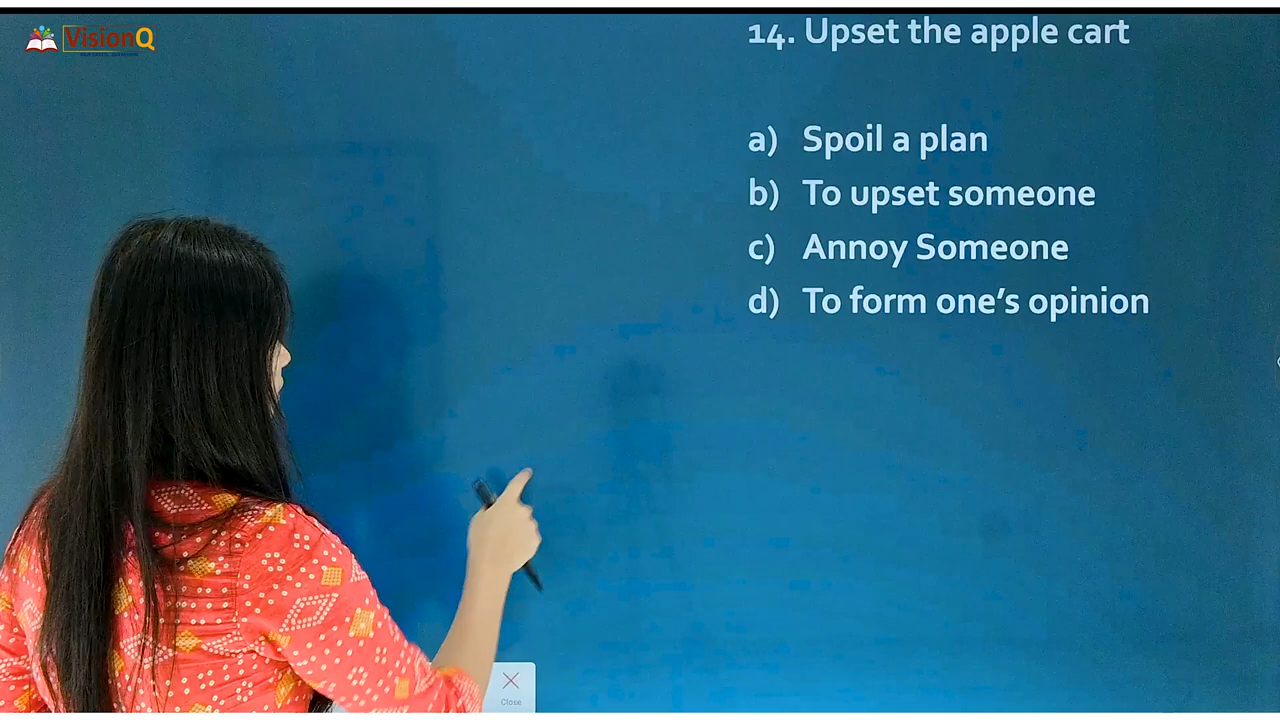 VisionQ
14. Upset the apple cart
a) Spoil a plan
b) To upset someone
c) Annoy Someone
d) To form one's opinion
Close